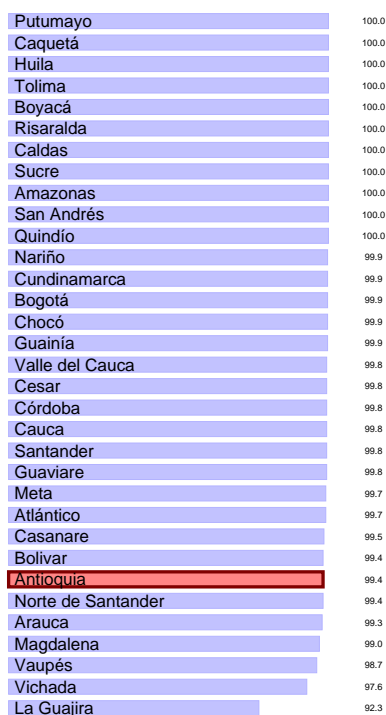 Putumayo 100.0
Caquetá 100.0
Huila 100.0
Tolima 100.0
Boyacá 100.0
Risaralda 100.0
Caldas 100.0
Sucre 100.0
Amazonas 100.0
San Andrés 100.0
Quindío 100.0
Nariño 99.9
Cundinamarca 99.9
Bogotá 99.9
Chocó 99.9
Guainía 99.9
Valle del Cauca 99.8
Cesar 99.8
Córdoba 99.8
Cauca 99.8
Santander 99.8
Guaviare 99.8
Meta 99.7
Atlántico 99.7
Casanare 99.5
Bolivar 99.4
Antioquia 99.4
Norte de Santander 99.4
Arauca 99.3
Magdalena 99.0
Vaupés 98.7
Vichada 97.6
La Guajira 92.3